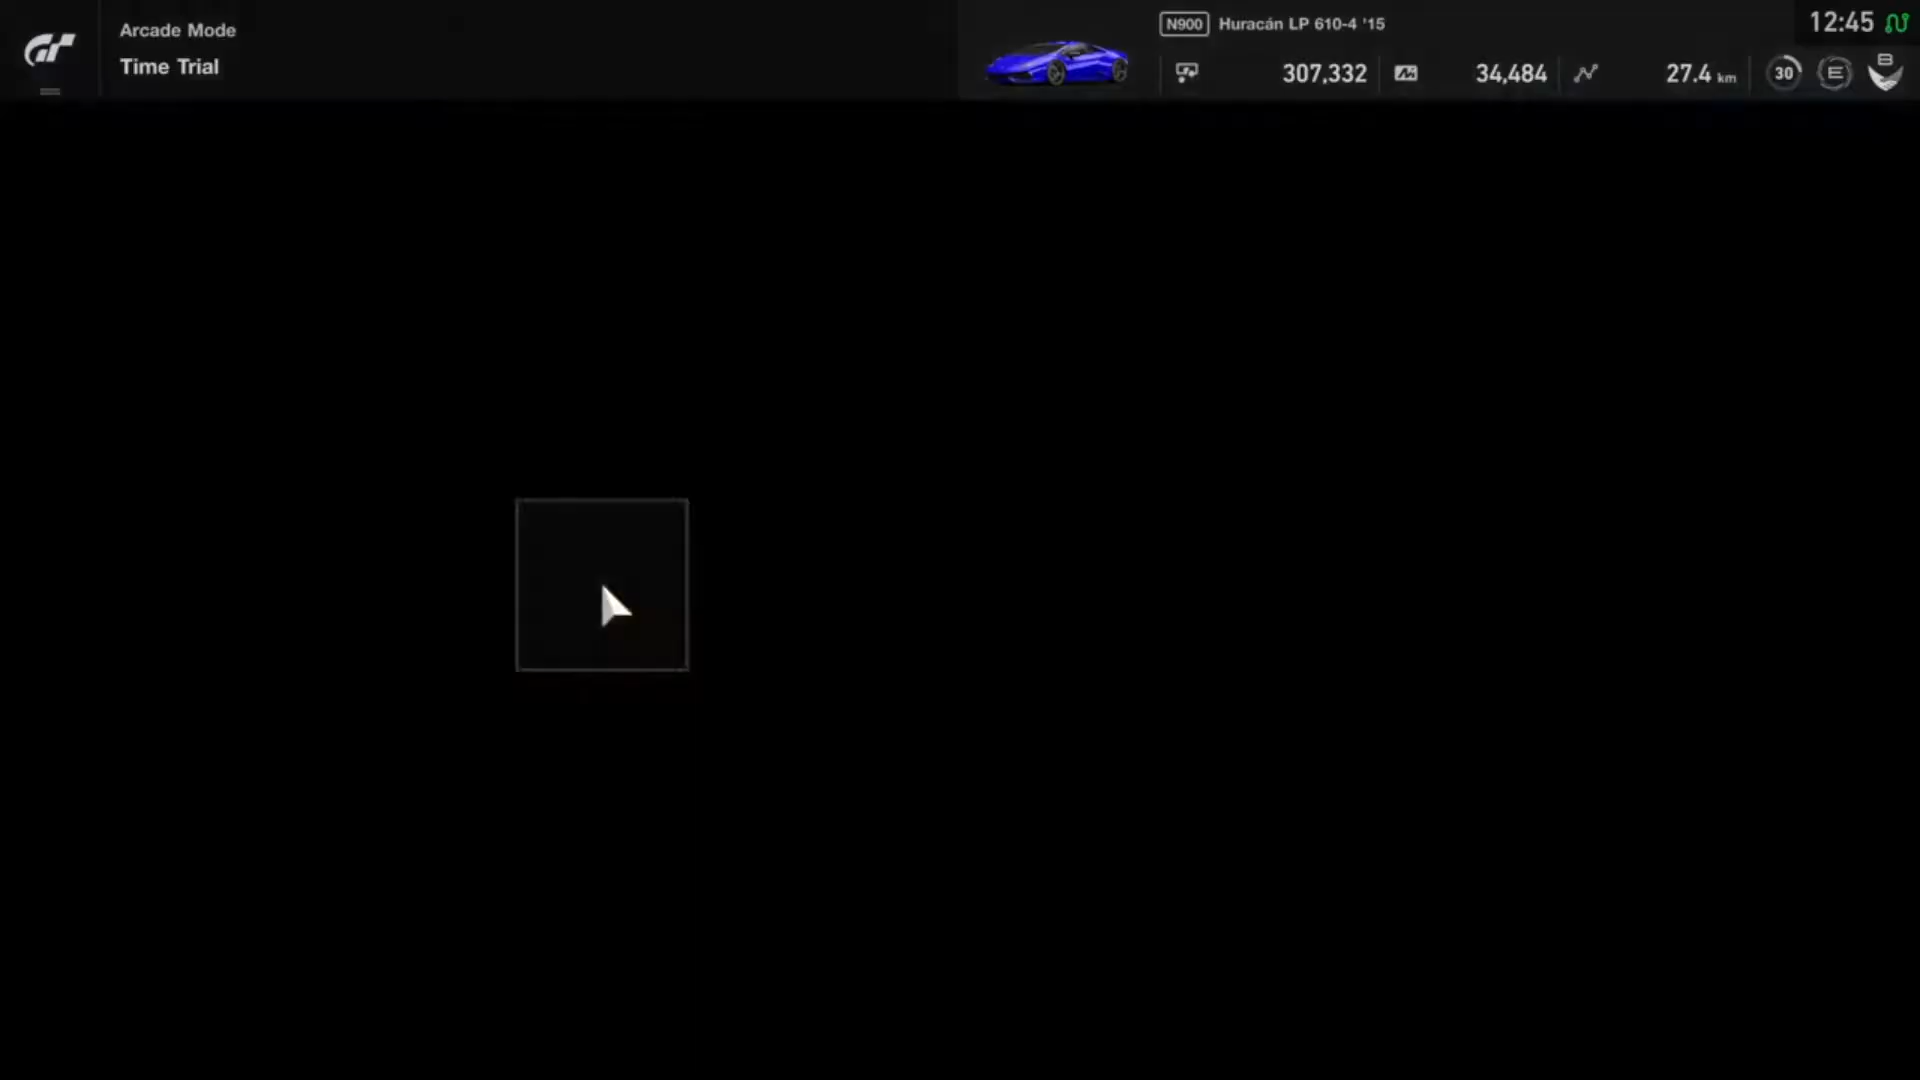 Arcade Mode
Time Trial
N900 Huracán LP 610-4 '15
307,332 34,484 27.4 km 30 E B
12:45